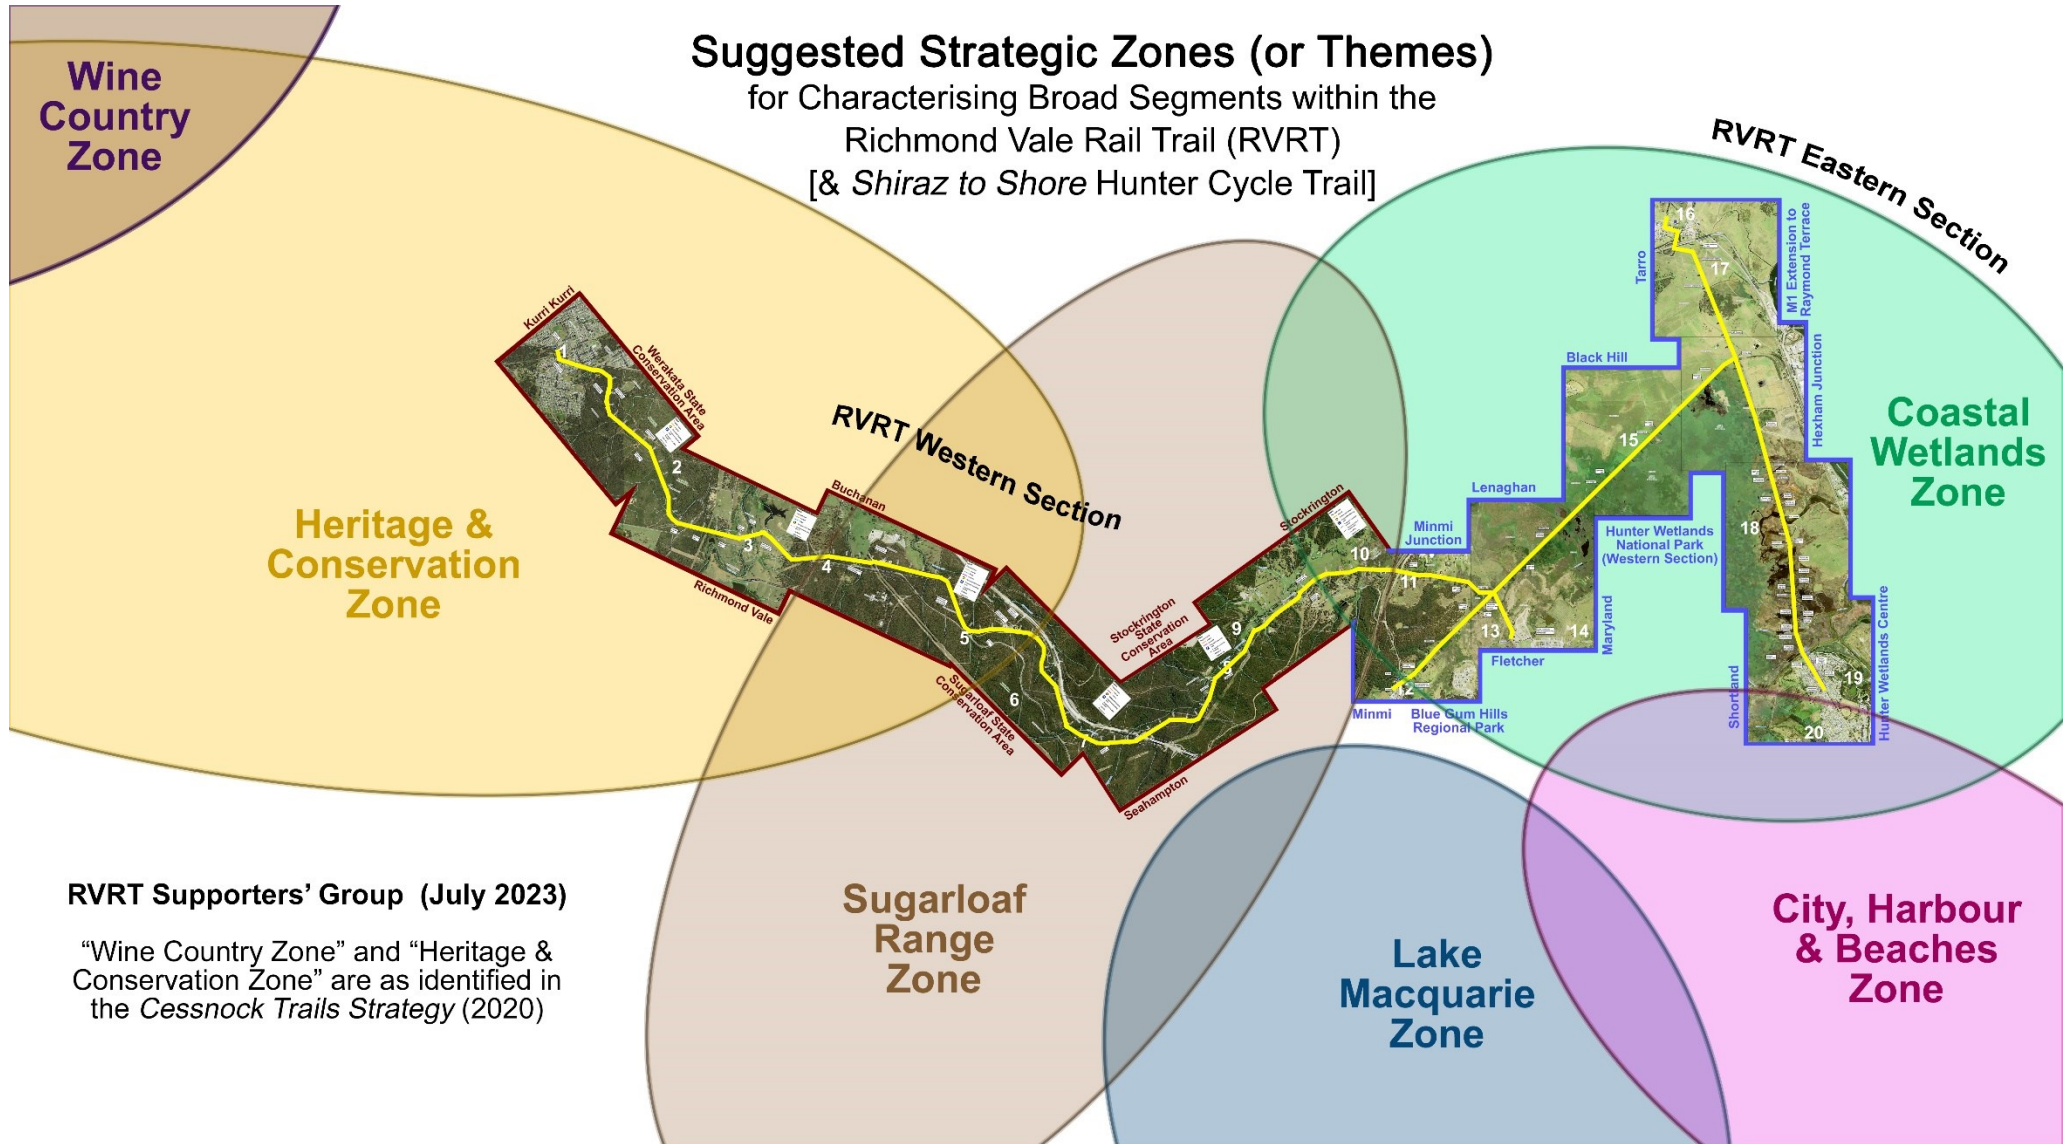 Suggested Strategic Zones (or Themes)
for Characterising Broad Segments within the
Richmond Vale Rail Trail (RVRT)
[& Shiraz to Shore Hunter Cycle Trail]
Wine
Country
Zone
Heritage &
Conservation
Zone
RVRT Western Section
RVRT Eastern Section
Kurri Kurri
Werakata State
Conservation Area
Buchanan
Richmond Vale
Sugarloaf State
Conservation Area
Stockrington
State
Conservation
Area
Stockrington
Seahampton
1
2
3
4
5
6
7
9
10
11
13
14
15
16
17
18
19
20
Tarro
M1 Extension to
Raymond Terrace
Black Hill
Hexham Junction
Lenaghan
Minmi
Junction
Hunter Wetlands
National Park
(Western Section)
Maryland
Fletcher
Minmi
Blue Gum Hills
Regional Park
Shortland
Hunter Wetlands Centre
Coastal
Wetlands
Zone
Sugarloaf
Range
Zone
Lake
Macquarie
Zone
City, Harbour
& Beaches
Zone
RVRT Supporters’ Group (July 2023)
“Wine Country Zone” and “Heritage &
Conservation Zone” are as identified in
the Cessnock Trails Strategy (2020)